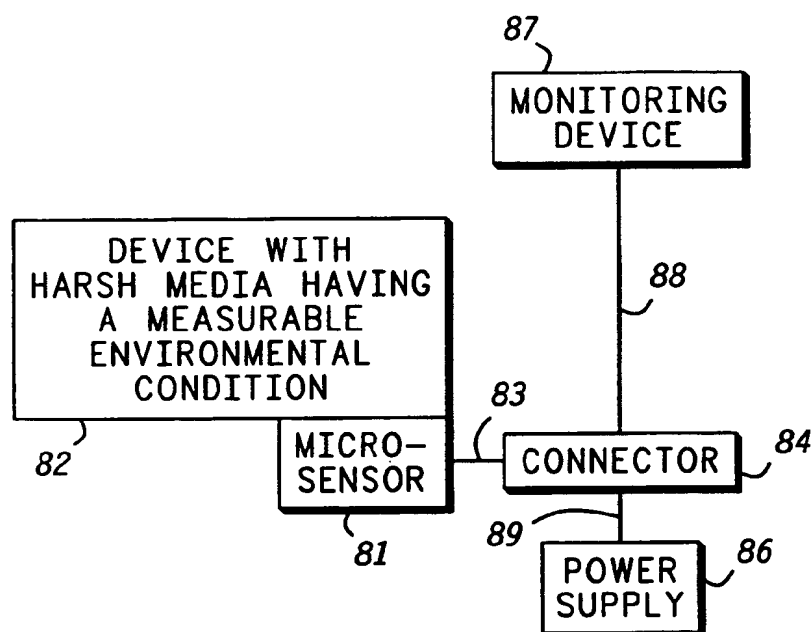 87
MONITORING
DEVICE
DEVICE WITH
HARSH MEDIA HAVING
A MEASURABLE
ENVIRONMENTAL
CONDITION
88
82
MICRO-
SENSOR
83
CONNECTOR
84
81
89
POWER
SUPPLY
86